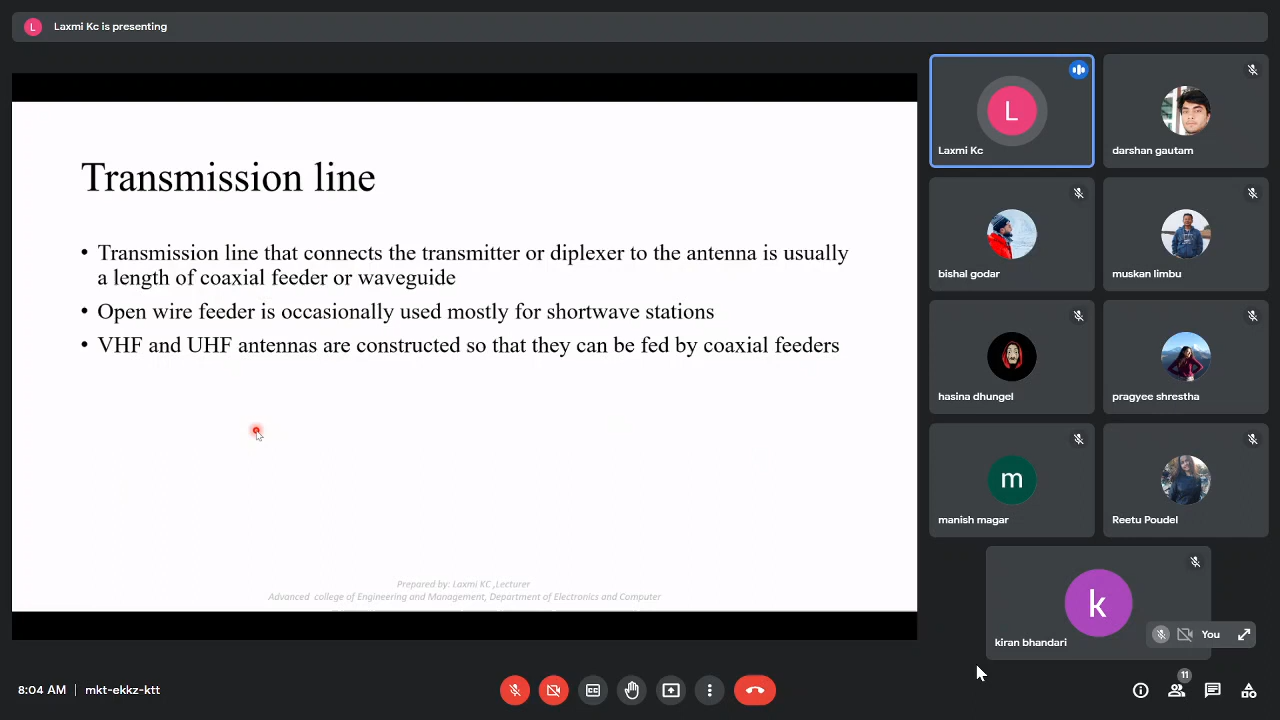 L Laxmi Kc is presenting
Transmission line
• Transmission line that connects the transmitter or diplexer to the antenna is usually
a length of coaxial feeder or waveguide
• Open wire feeder is occasionally used mostly for shortwave stations
• VHF and UHF antennas are constructed so that they can be fed by coaxial feeders
Prepared by: Laxmi KC ,Lecturer
Advanced college of Engineering and Management, Department of Electronics and Computer
L
Laxmi Kc
darshan gautam
bishal godar
muskan limbu
hasina dhungel
pragyee shrestha
m
manish magar
Reetu Poudel
k
kiran bhandari
You
8:04 AM | mkt-ekkz-ktt
CC
11